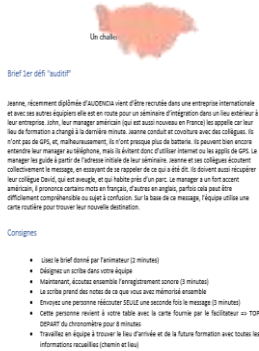 Un challe
Brief 1er défi "auditif"
Jeanne, récemment diplômée d'AUDENCIA vient d'être recrutée dans une entreprise internationale
et avec ses autres équipiers elle est en route pour un séminaire d'intégration dans un lieu extérieur à
leur entreprise. John, leur manager américain (qui est aussi nouveau en France) les appelle car leur
lieu de formation a changé à la dernière minute. Jeanne conduit et covoiture avec des collègues. Ils
n'ont pas de GPS, et, malheureusement, ils n'ont presque plus de batterie. Ils peuvent bien encore
entendre leur manager au téléphone, mais ils évitent donc d'utiliser internet ou les applis de GPS. Le
manager les guide à partir de l'adresse initiale de leur séminaire. Jeanne et ses collègues écoutent
collectivement le message, en essayant de se rappeler de ce qui a été dit. Ils doivent aussi récupérer
leur collègue David, qui est aveugle, et qui habite près d'un parc. Le manager a un fort accent
américain, il prononce certains mots en français, d'autres en anglais, parfois cela peut être
difficilement compréhensible ou sujet à confusion. Sur la base de ce message, l'équipe utilise une
carte routière pour trouver leur nouvelle destination.
Consignes
• Lisez le brief donné par l'animateur (2 minutes)
• Désignez un scribe dans votre équipe
• Maintenant, écoutez ensemble l'enregistrement sonore (3 minutes)
• Le scribe prend des notes de ce que vous avez mémorisé ensemble
• Envoyez une personne réécouter SEULE une seconde fois le message (3 minutes)
• Cette personne revient à votre table avec la carte fournie par le facilitateur => TOP
DEPART du chronomètre pour 8 minutes
• Travaillez en équipe à trouver le lieu d'arrivée et de la future formation avec toutes les
informations recueillies (chemin et lieu)